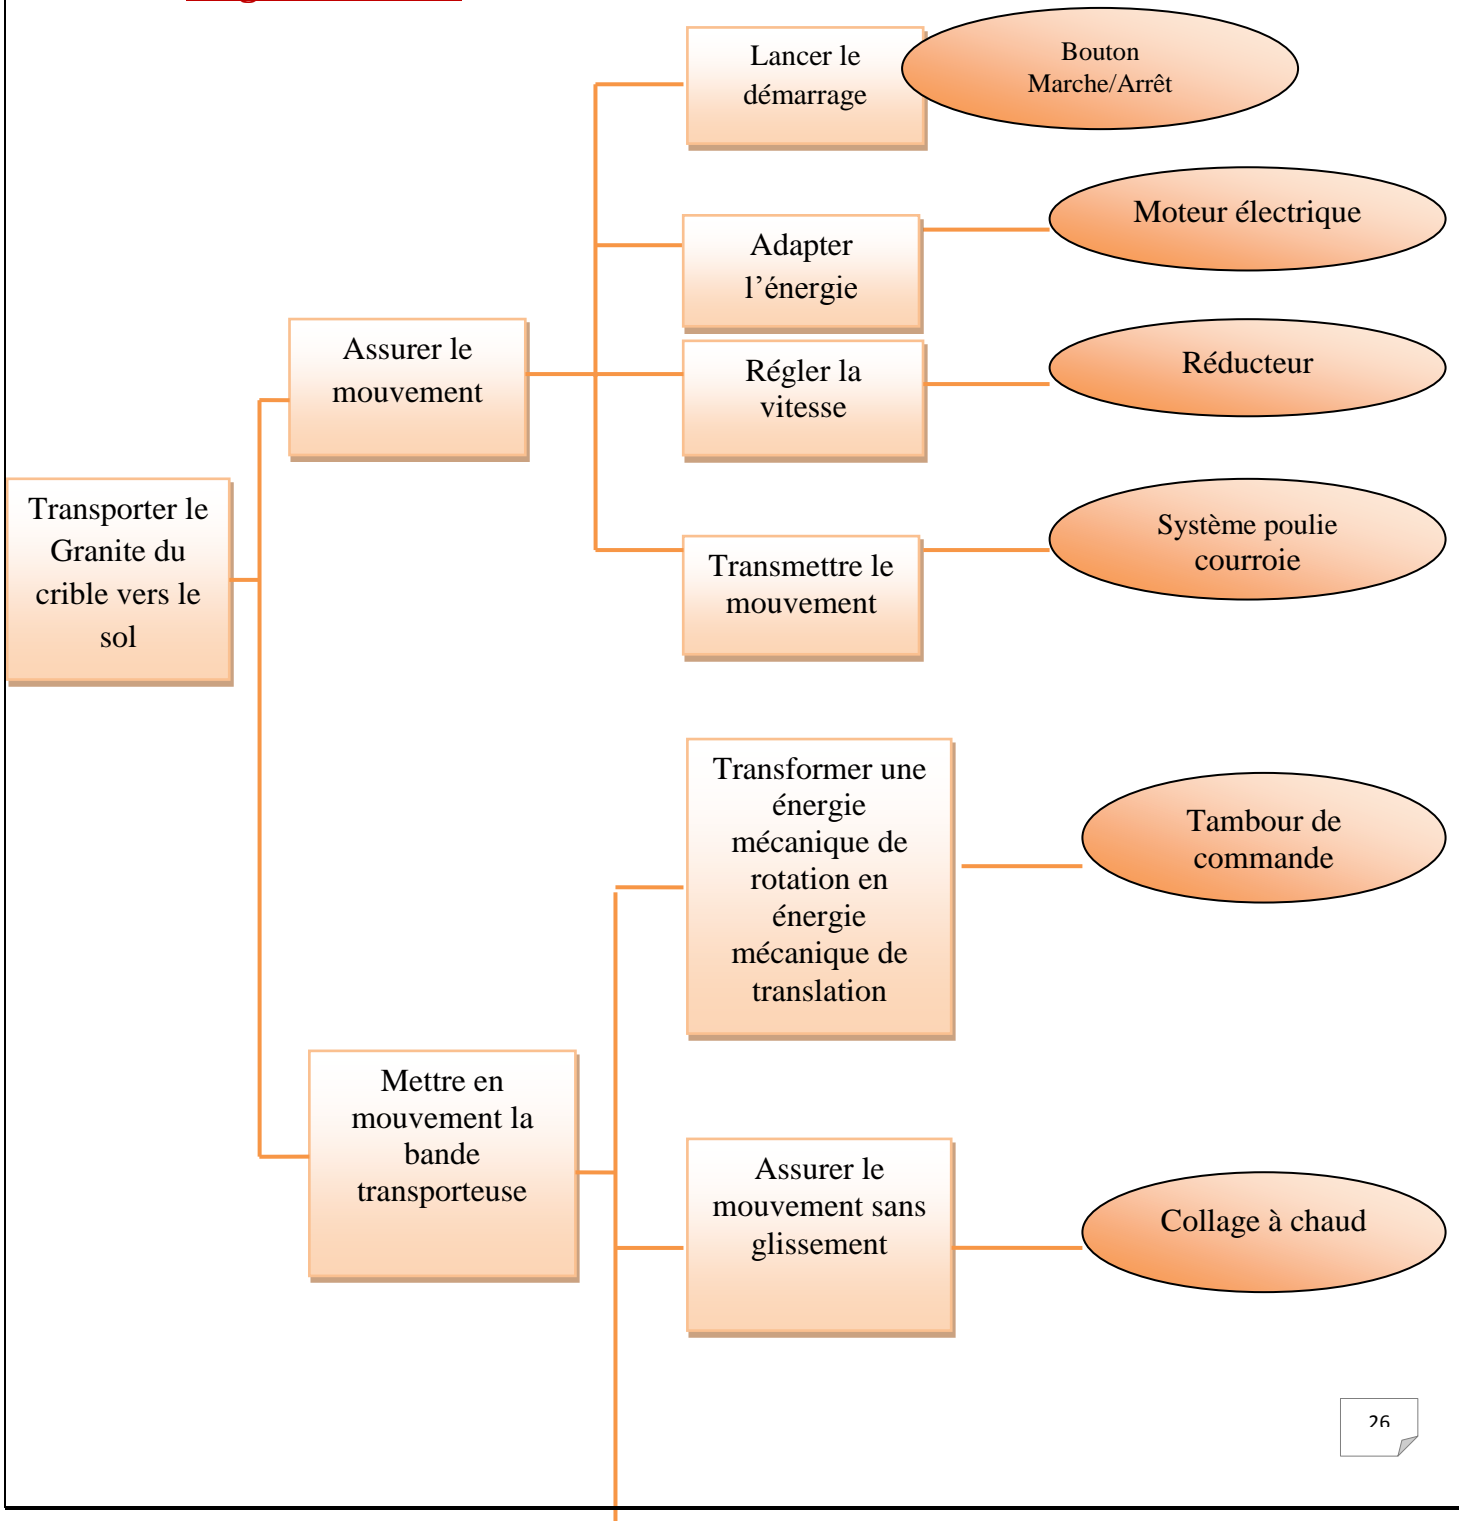 Lancer le
démarrage
Bouton
Marche/Arrêt
Adapter
l’énergie
Moteur électrique
Assurer le
mouvement
Régler la
vitesse
Réducteur
Transporter le
Granite du
crible vers le
sol
Transmettre le
mouvement
Système poulie
courroie
Transformer une
énergie
mécanique de
rotation en
énergie
mécanique de
translation
Tambour de
commande
Mettre en
mouvement la
bande
transporteuse
Assurer le
mouvement sans
glissement
Collage à chaud
26